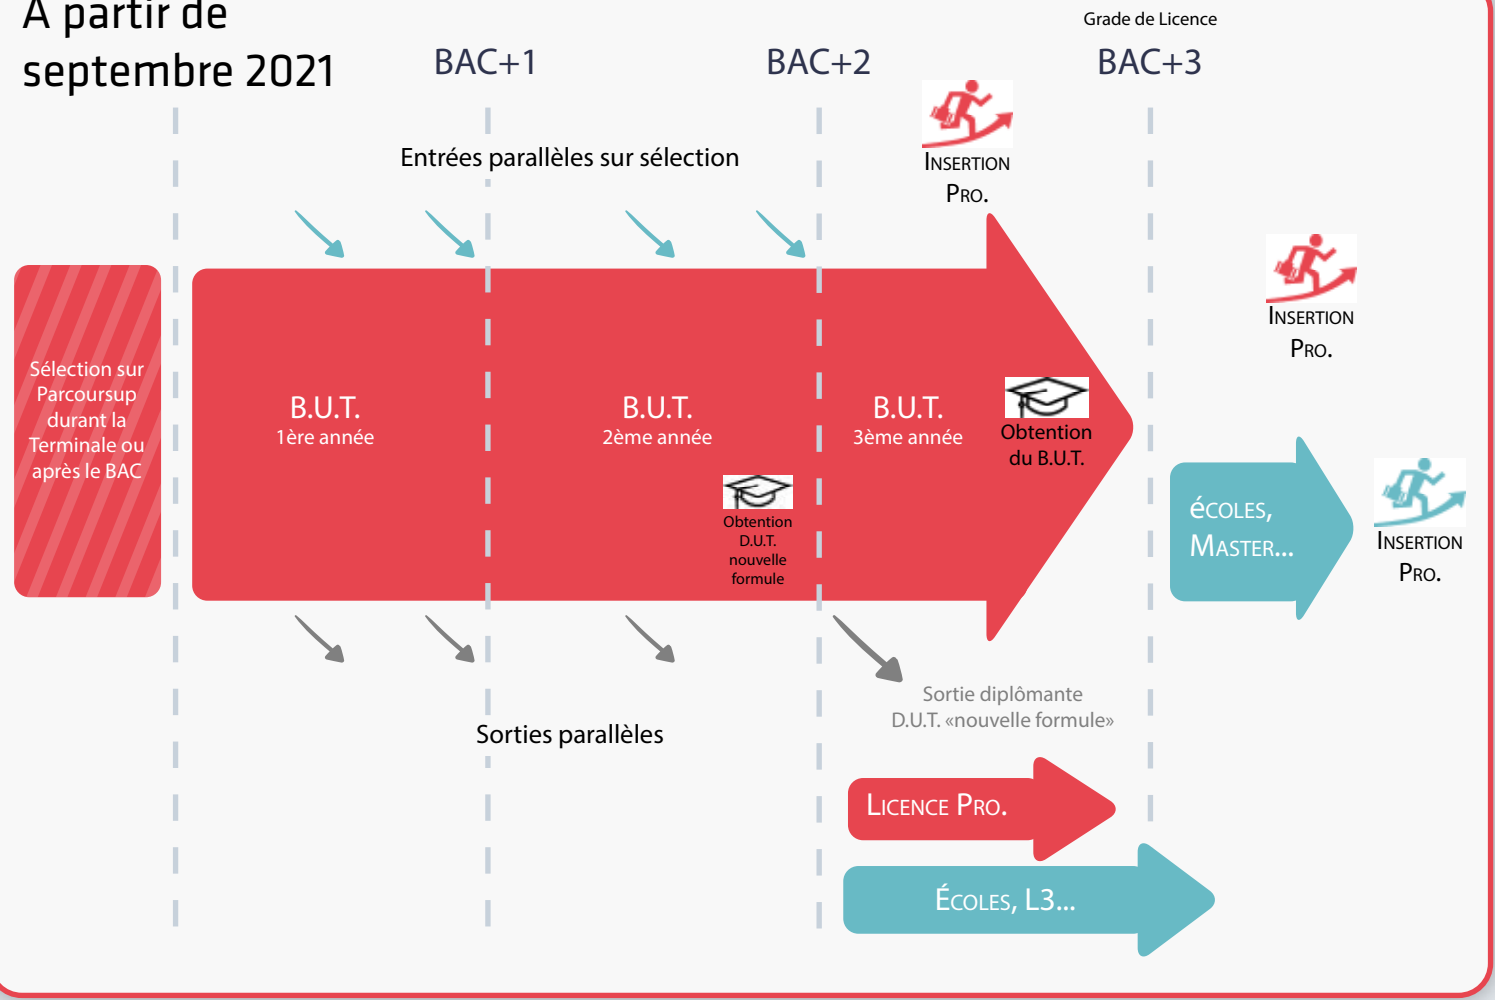 À partir de
septembre 2021
BAC+1
BAC+2
Grade de Licence
BAC+3
Entrées parallèles sur sélection
Insertion
Pro.
Insertion
Pro.
Sélection sur
Parcoursup
durant la
Terminale ou
après le BAC
B.U.T.
1ère année
B.U.T.
2ème année
B.U.T.
3ème année
Obtention
du B.U.T.
Obtention
D.U.T.
nouvelle
formule
écoles,
Master...
Insertion
Pro.
Sortie diplômante
D.U.T. «nouvelle formule»
Sorties parallèles
Licence Pro.
Écoles, L3...